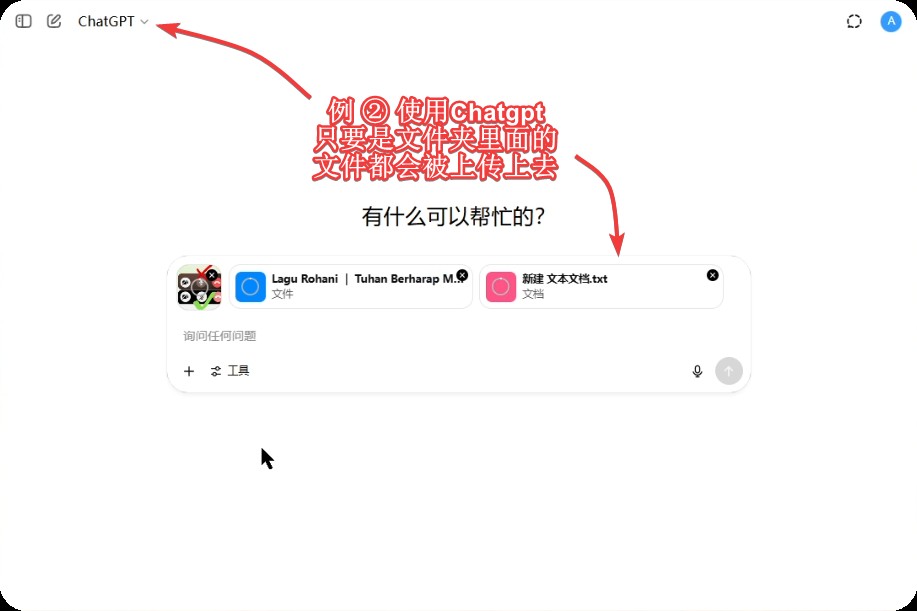 ChatGPT
A
例 ② 使用Chatgpt
只要是文件夹里面的
文件都会被上传上去
有什么可以帮忙的?
Lagu Rohani | Tuhan Berharap M...
文件
新建 文本文档.txt
文档
询问任何问题
工具